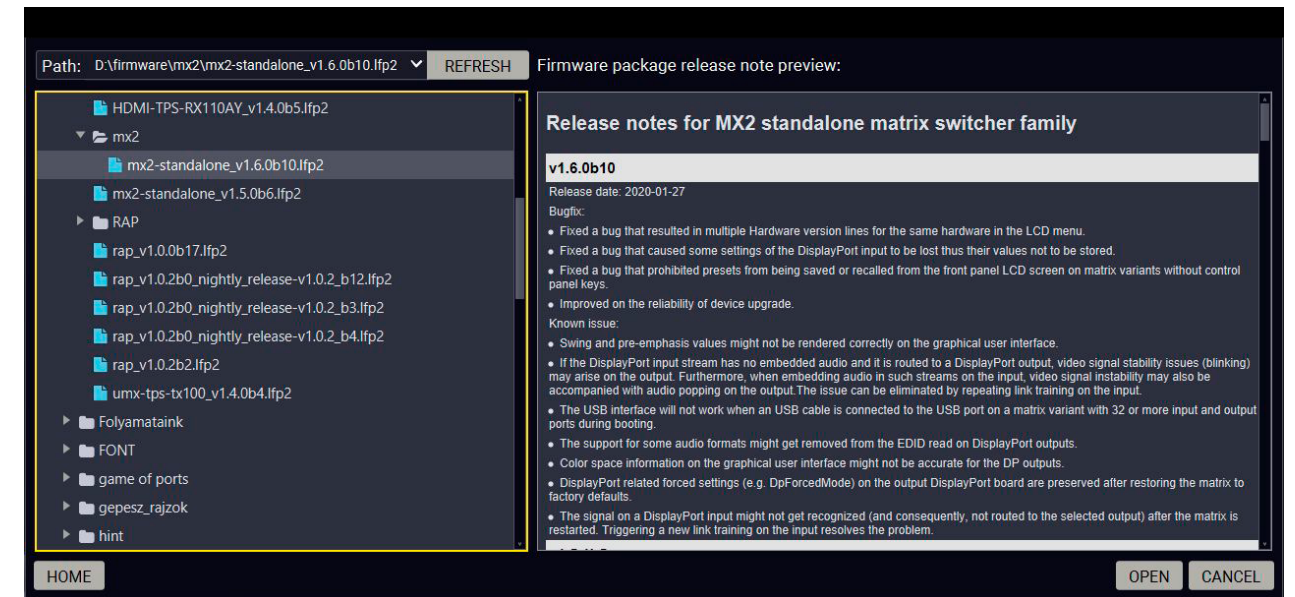 Path: D:\firmware\mx2\mx2-standalone_v1.6.0b10.lfp2 REFRESH
Firmware package release note preview:
HDMI-TPS-RX110AY_v1.4.0b5.lfp2
mx2
mx2-standalone_v1.6.0b10.lfp2
mx2-standalone_v1.5.0b6.lfp2
RAP
rap_v1.0.0b17.lfp2
rap_v1.0.2b0_nightly_release-v1.0.2_b12.lfp2
rap_v1.0.2b0_nightly_release-v1.0.2_b3.lfp2
rap_v1.0.2b0_nightly_release-v1.0.2_b4.lfp2
rap_v1.0.2b2.lfp2
umx-tps-tx100_v1.4.0b4.lfp2
Folyamataink
FONT
game of ports
gepesz_rajzok
hint
Release notes for MX2 standalone matrix switcher family
v1.6.0b10
Release date: 2020-01-27
Bugfix:
• Fixed a bug that resulted in multiple Hardware version lines for the same hardware in the LCD menu.
• Fixed a bug that caused some settings of the DisplayPort input to be lost thus their values not to be stored.
• Fixed a bug that prohibited presets from being saved or recalled from the front panel LCD screen on matrix variants without control
panel keys.
• Improved on the reliability of device upgrade.
Known issue:
• Swing and pre-emphasis values might not be rendered correctly on the graphical user interface.
• If the DisplayPort input stream has no embedded audio and it is routed to a DisplayPort output, video signal stability issues (blinking)
may arise on the output. Furthermore, when embedding audio in such streams on the input, video signal instability may also be
accompanied with audio popping on the output.The issue can be eliminated by repeating link training on the input.
• The USB interface will not work when an USB cable is connected to the USB port on a matrix variant with 32 or more input and output
ports during booting.
• The support for some audio formats might get removed from the EDID read on DisplayPort outputs.
• Color space information on the graphical user interface might not be accurate for the DP outputs.
• DisplayPort related forced settings (e.g. DpForcedMode) on the output DisplayPort board are preserved after restoring the matrix to
factory defaults.
• The signal on a DisplayPort input might not get recognized (and consequently, not routed to the selected output) after the matrix is
restarted. Triggering a new link training on the input resolves the problem.
HOME
OPEN CANCEL